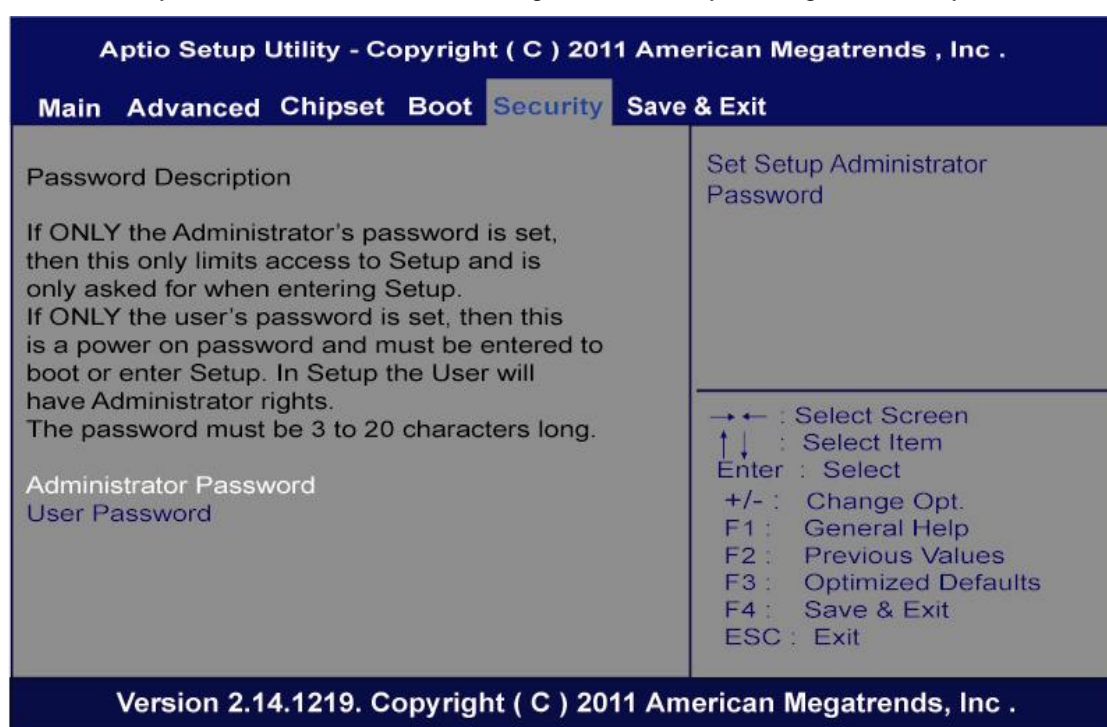 Aptio Setup Utility - Copyright ( C ) 2011 American Megatrends , Inc .
Main Advanced Chipset Boot Security Save & Exit
Password Description
If ONLY the Administrator's password is set,
then this only limits access to Setup and is
only asked for when entering Setup.
If ONLY the user's password is set, then this
is a power on password and must be entered to
boot or enter Setup. In Setup the User will
have Administrator rights.
The password must be 3 to 20 characters long.
Administrator Password
User Password
Set Setup Administrator
Password
→ ← : Select Screen
↑ ↓ : Select Item
Enter : Select
+/- : Change Opt.
F1 : General Help
F2 : Previous Values
F3 : Optimized Defaults
F4 : Save & Exit
ESC : Exit
Version 2.14.1219. Copyright ( C ) 2011 American Megatrends, Inc .